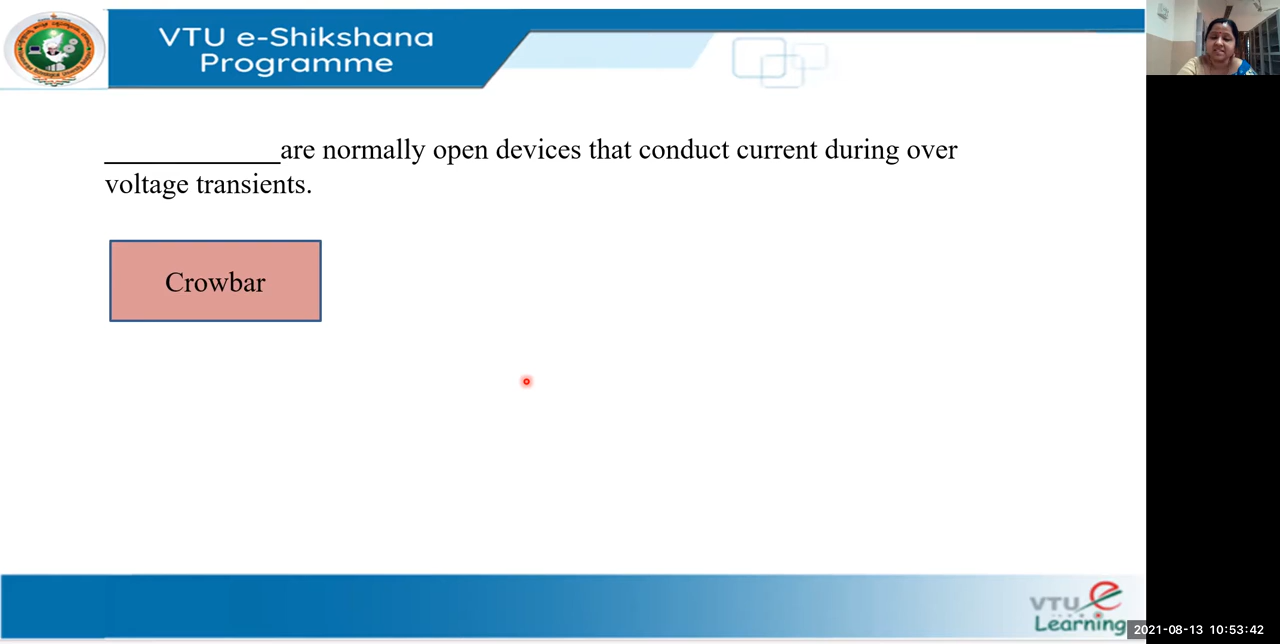 VTU e-Shikshana
Programme
____________are normally open devices that conduct current during over
voltage transients.
Crowbar
VTU e
Learning
2021-08-13 10:53:42